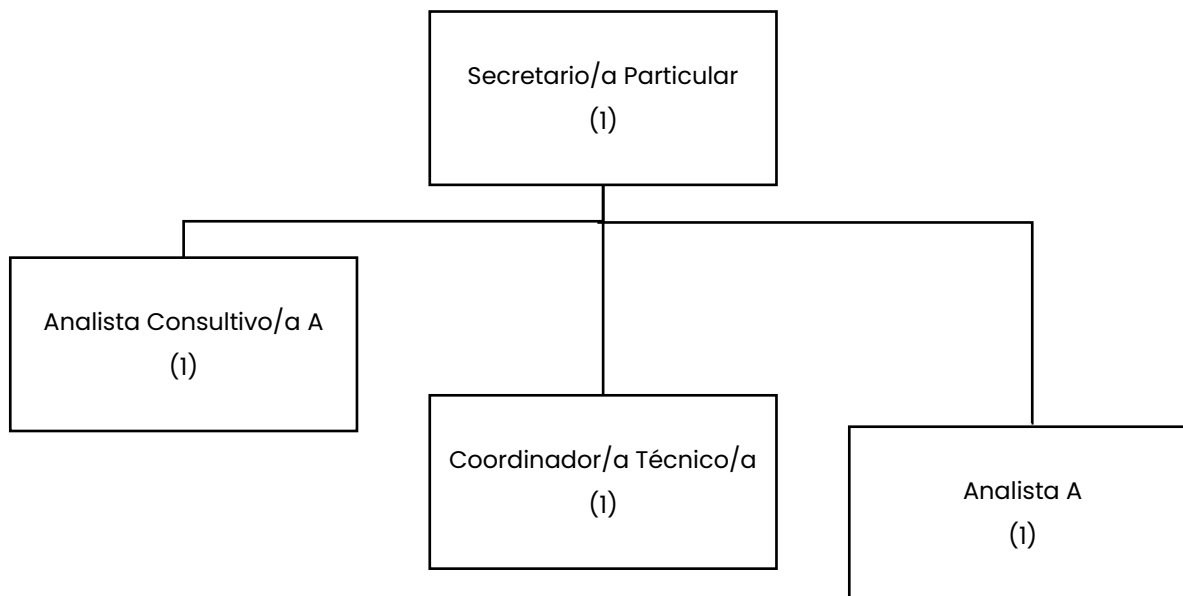 Secretario/a Particular
(1)
Analista Consultivo/a A
(1)
Coordinador/a Técnico/a
(1)
Analista A
(1)